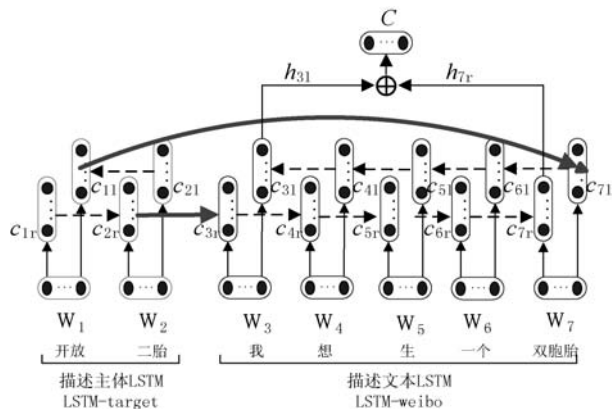 C
h₃₁ h₇ᵣ
c₁₁ c₂₁ c₃₁ c₄₁ c₅₁ c₆₁ c₇₁
c₁ᵣ c₂ᵣ c₃ᵣ c₄ᵣ c₅ᵣ c₆ᵣ c₇ᵣ
W₁ W₂ W₃ W₄ W₅ W₆ W₇
开放 二胎 我 想 生 一个 双胞胎
描述主体LSTM 描述文本LSTM
LSTM-target LSTM-weibo